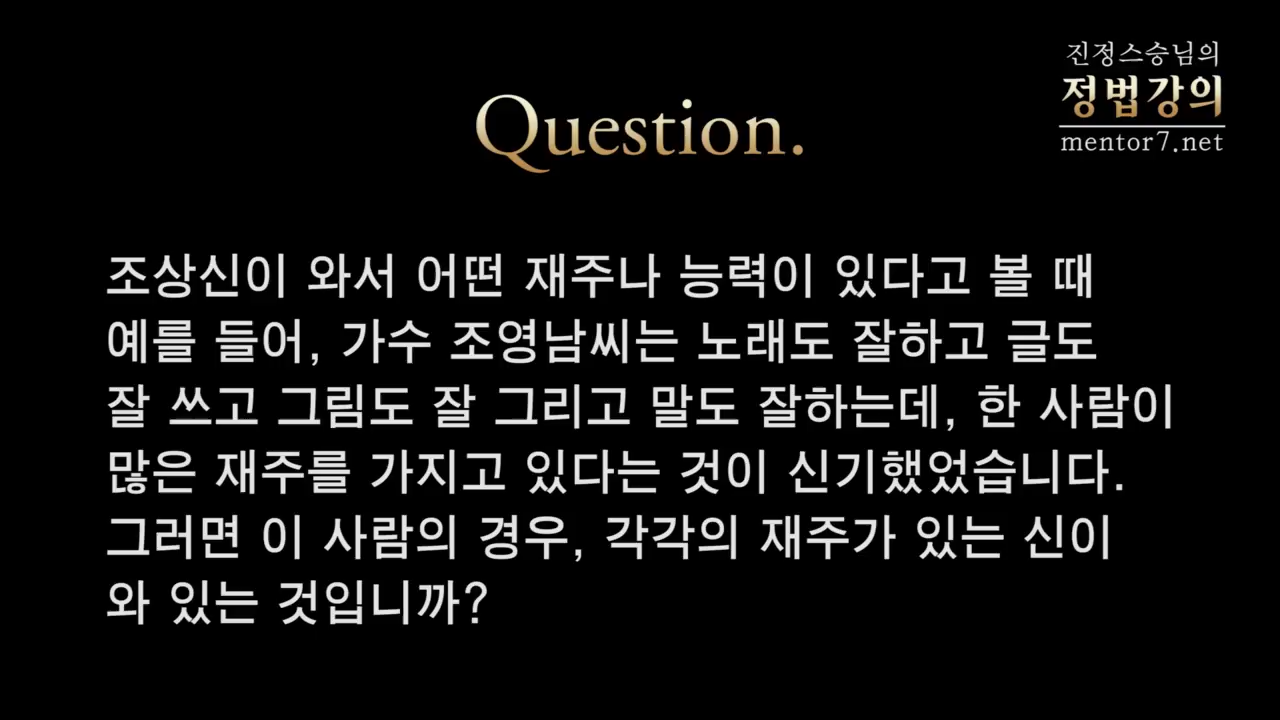 진정스승님의
정법강의
mentor7.net
Question.
조상신이 와서 어떤 재주나 능력이 있다고 볼 때
예를 들어, 가수 조영남씨는 노래도 잘하고 글도
잘 쓰고 그림도 잘 그리고 말도 잘하는데, 한 사람이
많은 재주를 가지고 있다는 것이 신기했었습니다.
그러면 이 사람의 경우, 각각의 재주가 있는 신이
와 있는 것입니까?